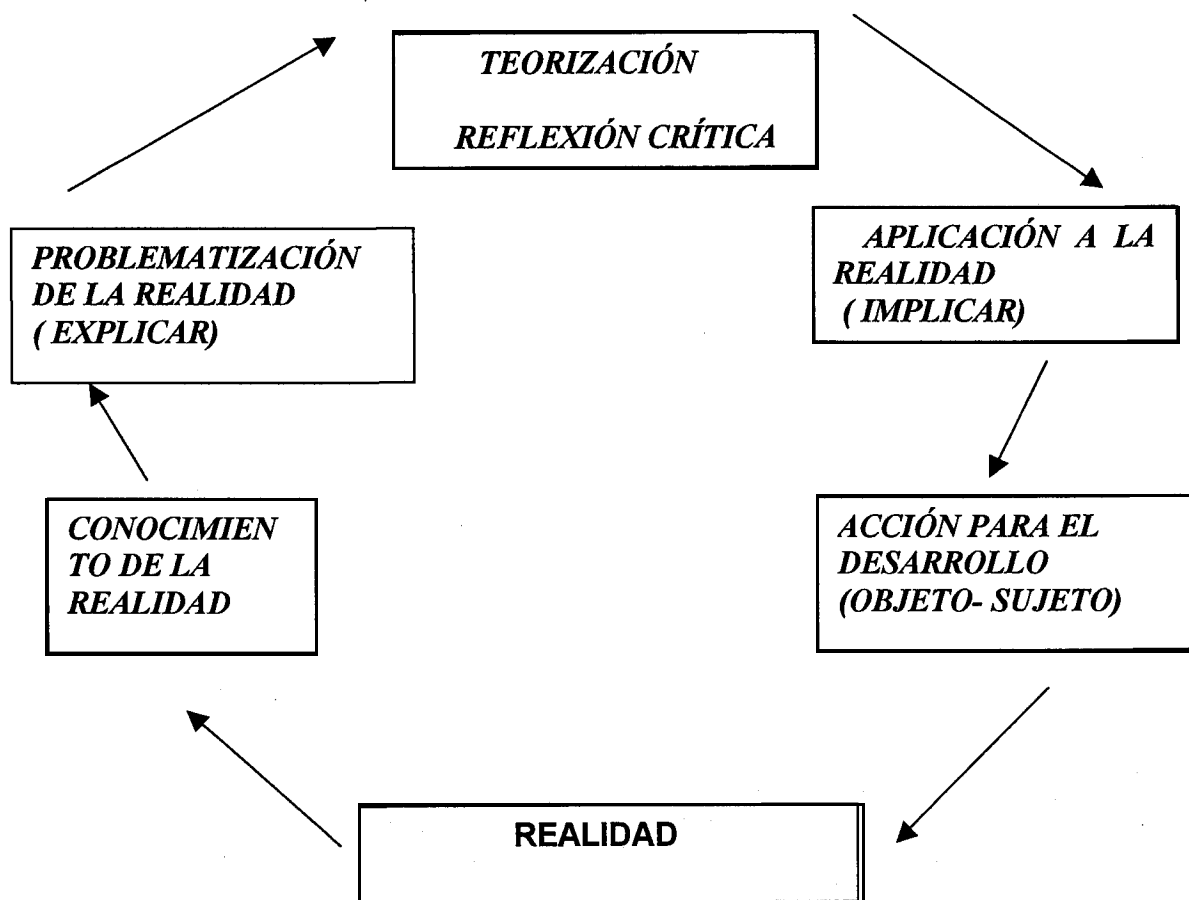 TEORIZACIÓN
REFLEXIÓN CRÍTICA
PROBLEMATIZACIÓN
DE LA REALIDAD
( EXPLICAR)
APLICACIÓN A LA
REALIDAD
( IMPLICAR)
CONOCIMIEN
TO DE LA
REALIDAD
ACCIÓN PARA EL
DESARROLLO
(OBJETO- SUJETO)
REALIDAD